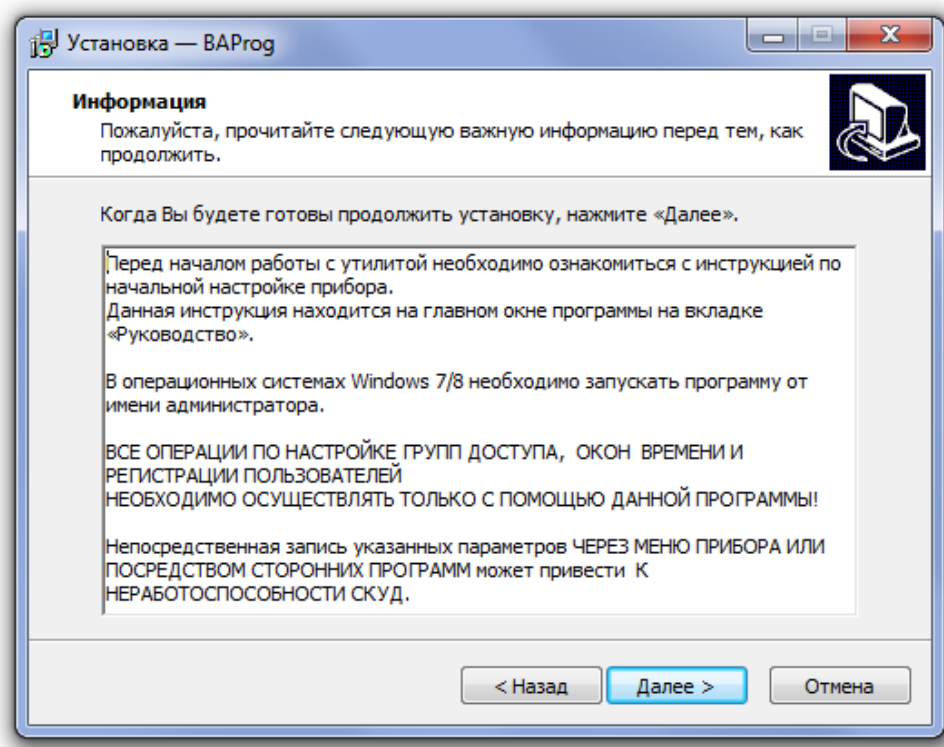 Установка — BAProg
Информация
Пожалуйста, прочитайте следующую важную информацию перед тем, как
продолжить.
Когда Вы будете готовы продолжить установку, нажмите «Далее».
Перед началом работы с утилитой необходимо ознакомиться с инструкцией по
начальной настройке прибора.
Данная инструкция находится на главном окне программы на вкладке
«Руководство».
В операционных системах Windows 7/8 необходимо запускать программу от
имени администратора.
ВСЕ ОПЕРАЦИИ ПО НАСТРОЙКЕ ГРУПП ДОСТУПА,  ОКОН  ВРЕМЕНИ И
РЕГИСТРАЦИИ ПОЛЬЗОВАТЕЛЕЙ
НЕОБХОДИМО ОСУЩЕСТВЛЯТЬ ТОЛЬКО С ПОМОЩЬЮ ДАННОЙ ПРОГРАММЫ!
Непосредственная запись указанных параметров ЧЕРЕЗ МЕНЮ ПРИБОРА ИЛИ
ПОСРЕДСТВОМ СТОРОННИХ ПРОГРАММ может привести  К
НЕРАБОТОСПОСОБНОСТИ СКУД.
< Назад
Далее >
Отмена